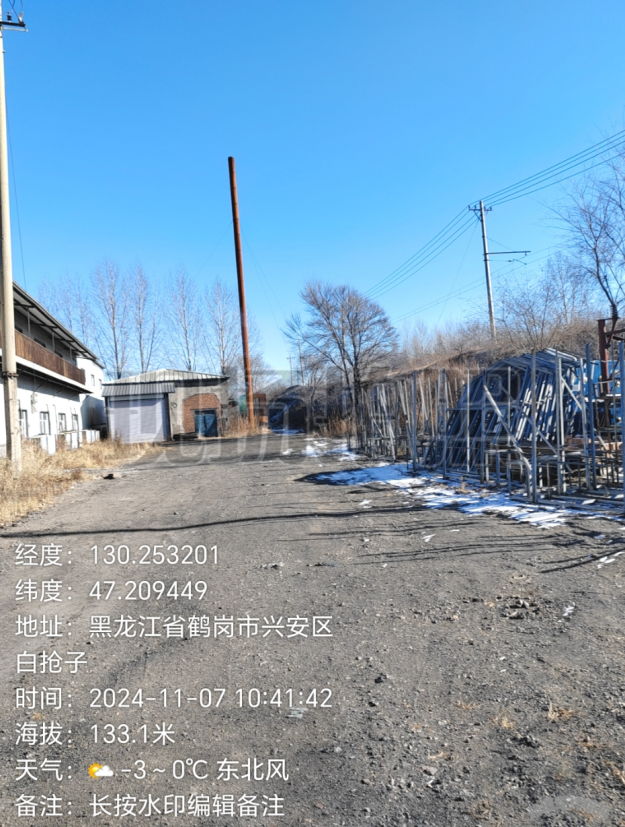 经度：130.253201
纬度：47.209449
地址：黑龙江省鹤岗市兴安区
白抢子
时间：2024-11-07 10:41:42
海拔：133.1米
天气：-3～0℃ 东北风
备注：长按水印编辑备注